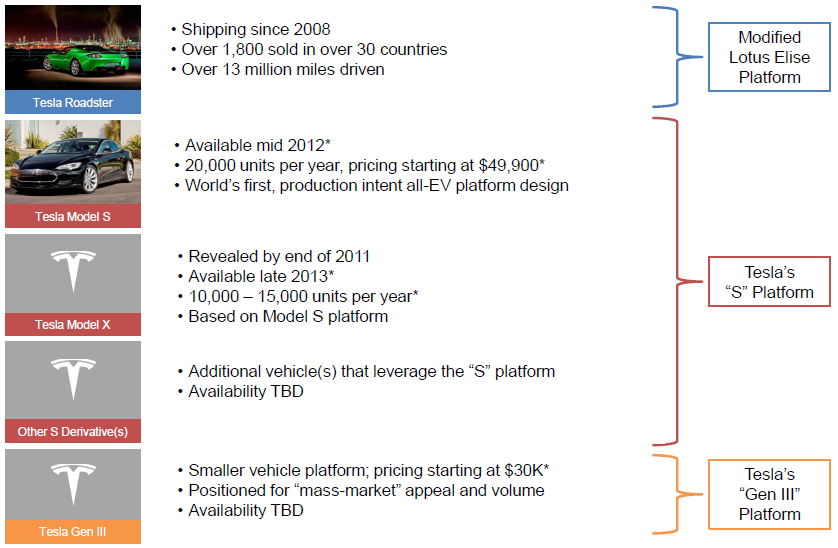 • Shipping since 2008
• Over 1,800 sold in over 30 countries
• Over 13 million miles driven
Tesla Roadster
Modified
Lotus Elise
Platform
• Available mid 2012*
• 20,000 units per year, pricing starting at $49,900*
• World’s first, production intent all-EV platform design
Tesla Model S
• Revealed by end of 2011
• Available late 2013*
• 10,000 – 15,000 units per year*
• Based on Model S platform
Tesla Model X
Tesla’s
“S” Platform
• Additional vehicle(s) that leverage the “S” platform
• Availability TBD
Other S Derivative(s)
• Smaller vehicle platform; pricing starting at $30K*
• Positioned for “mass-market” appeal and volume
• Availability TBD
Tesla Gen III
Tesla’s
“Gen III”
Platform